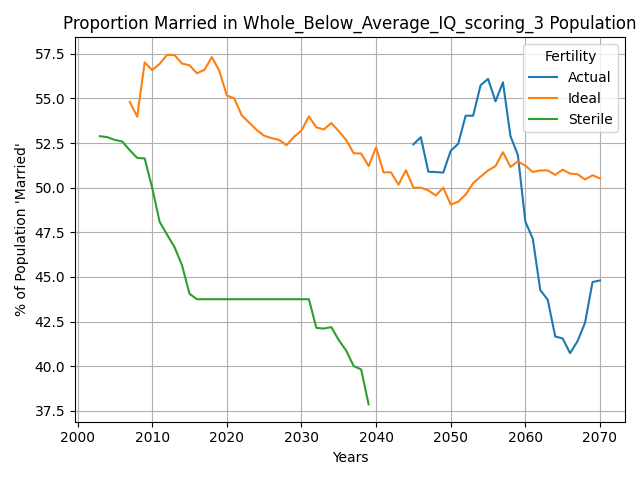 Proportion Married in Whole_Below_Average_IQ_scoring_3 Population
Fertility
Actual
Ideal
Sterile
% of Population 'Married'
57.5
55.0
52.5
50.0
47.5
45.0
42.5
40.0
37.5
2000 2010 2020 2030 2040 2050 2060 2070
Years